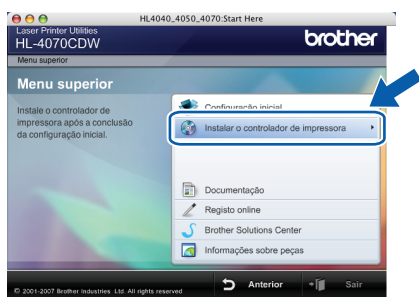 HL4040_4050_4070:Start Here
Laser Printer Utilities
HL-4070CDW
brother
Menu superior
Menu superior
Instale o controlador de
impressora após a conclusão
da configuração inicial.
Configuração inicial
Instalar o controlador de impressora
Documentação
Registo online
Brother Solutions Center
Informações sobre peças
© 2001-2007 Brother Industries Ltd All rights reserved
Anterior
Sair